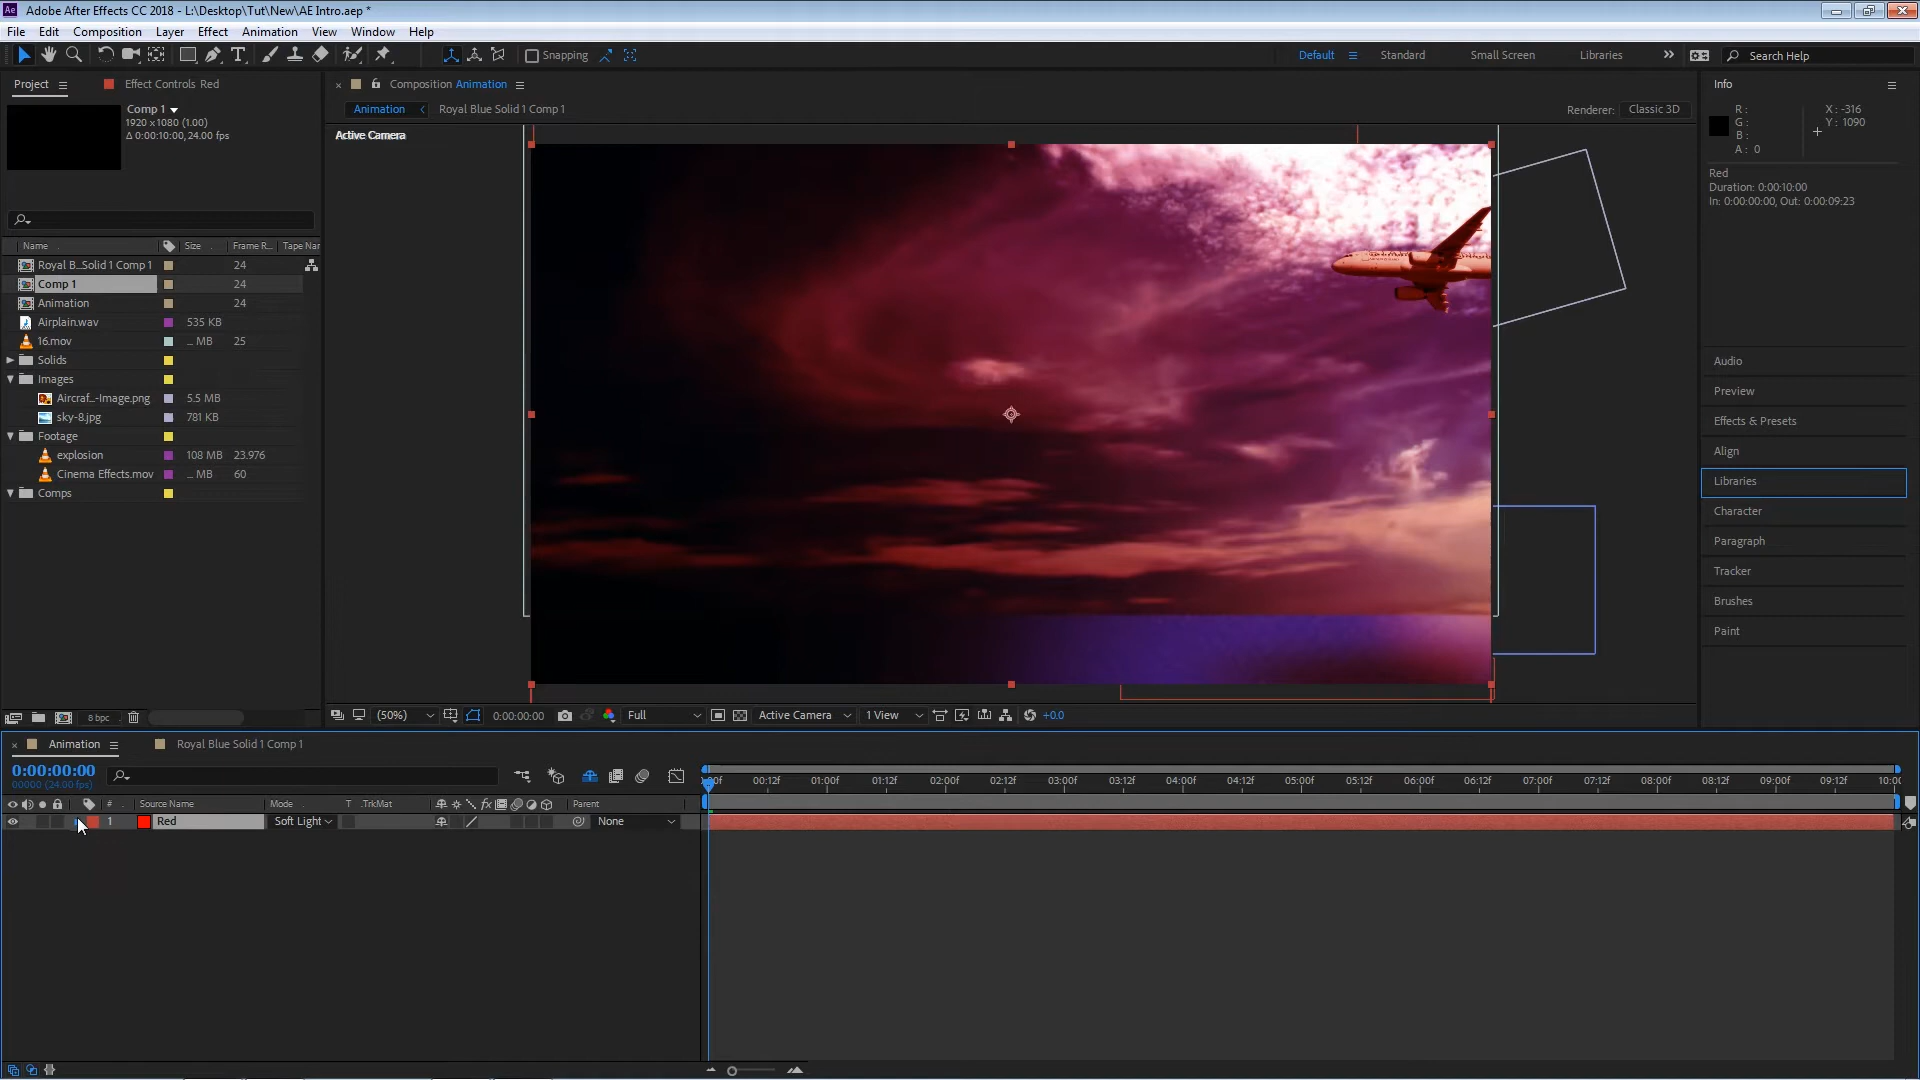 Adobe After Effects CC 2018 - L:\Desktop\Tut\New\AE Intro.aep *
File Edit Composition Layer Effect Animation View Window Help
Snapping
Default Standard Small Screen Libraries Search Help
Project Effect Controls Red
Comp 1
1920 x1080 (1.00)
Δ 0:00:10:00, 24.00 fps
Name Size Frame R... Tape Nar
Royal B...Solid 1 Comp 1 24
Comp 1 24
Animation 24
Airplain.wav 535 KB
16.mov ... MB 25
Solids
Images
Aircraf...-Image.png 5.5 MB
sky-8.jpg 781 KB
Footage
explosion 108 MB 23.976
Cinema Effects.mov ... MB 60
Comps
8 bpc
Composition Animation
Animation Royal Blue Solid 1 Comp 1
Renderer: Classic 3D
Active Camera
(50%) 0:00:00:00 Full Active Camera 1 View +0.0
Info
R :
G :
B :
A : 0
X : -316
Y : 1090
Red
Duration: 0:00:10:00
In: 0:00:00:00, Out: 0:00:09:23
Audio
Preview
Effects & Presets
Align
Libraries
Character
Paragraph
Tracker
Brushes
Paint
Animation Royal Blue Solid 1 Comp 1
0:00:00:00
00000 (24.00 fps)
00:12f 01:00f 01:12f 02:00f 02:12f 03:00f 03:12f 04:00f 04:12f 05:00f 05:12f 06:00f 06:12f 07:00f 07:12f 08:00f 08:12f 09:00f 09:12f
# Source Name Mode T .TrkMat fx Parent
1 Red Soft Light None